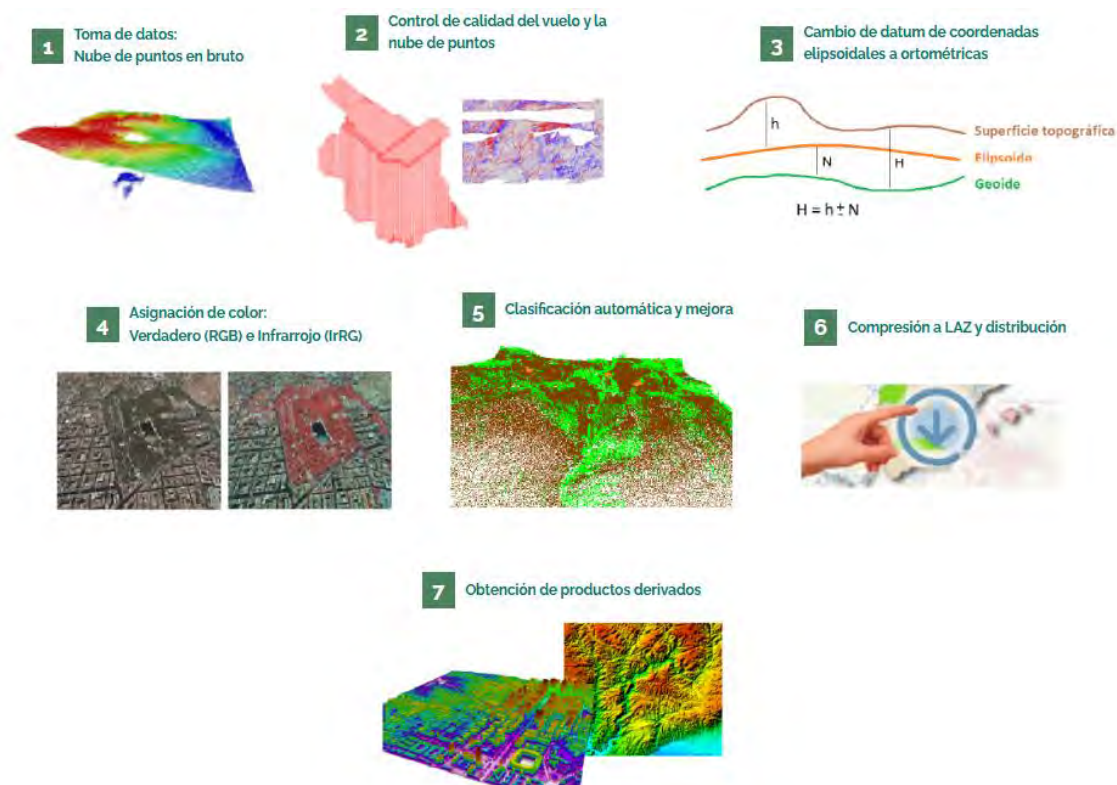 1
Toma de datos:
Nube de puntos en bruto
2
Control de calidad del vuelo y la
nube de puntos
3
Cambio de datum de coordenadas
elipsoidales a ortométricas
h
N
H
Superficie topográfica
Elipsoide
Geoide
H = h ± N
4
Asignación de color:
Verdadero (RGB) e Infrarrojo (IrRG)
5
Clasificación automática y mejora
6
Compresión a LAZ y distribución
7
Obtención de productos derivados